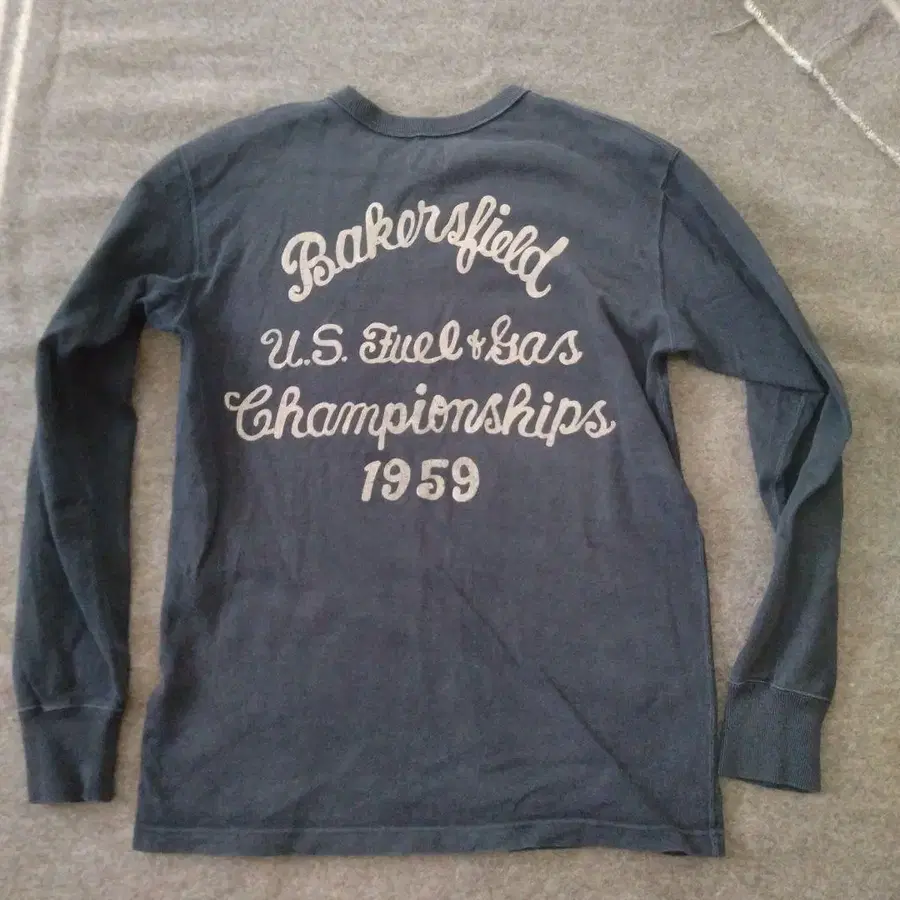 Bakersfield
U.S. Fuel & Gas
Championships
1959